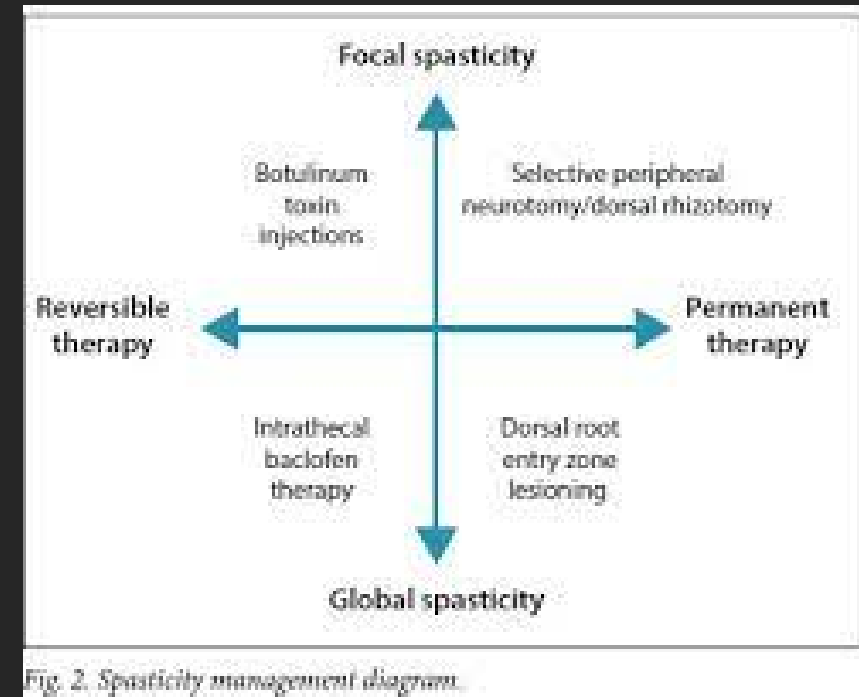 Focal spasticity
Botulinum
toxin
injections
Selective peripheral
neurotomy/dorsal rhizotomy
Reversible
therapy
Permanent
therapy
Intrathecal
baclofen
therapy
Dorsal root
entry zone
lesioning
Global spasticity
Fig. 2. Spasticity management diagram.